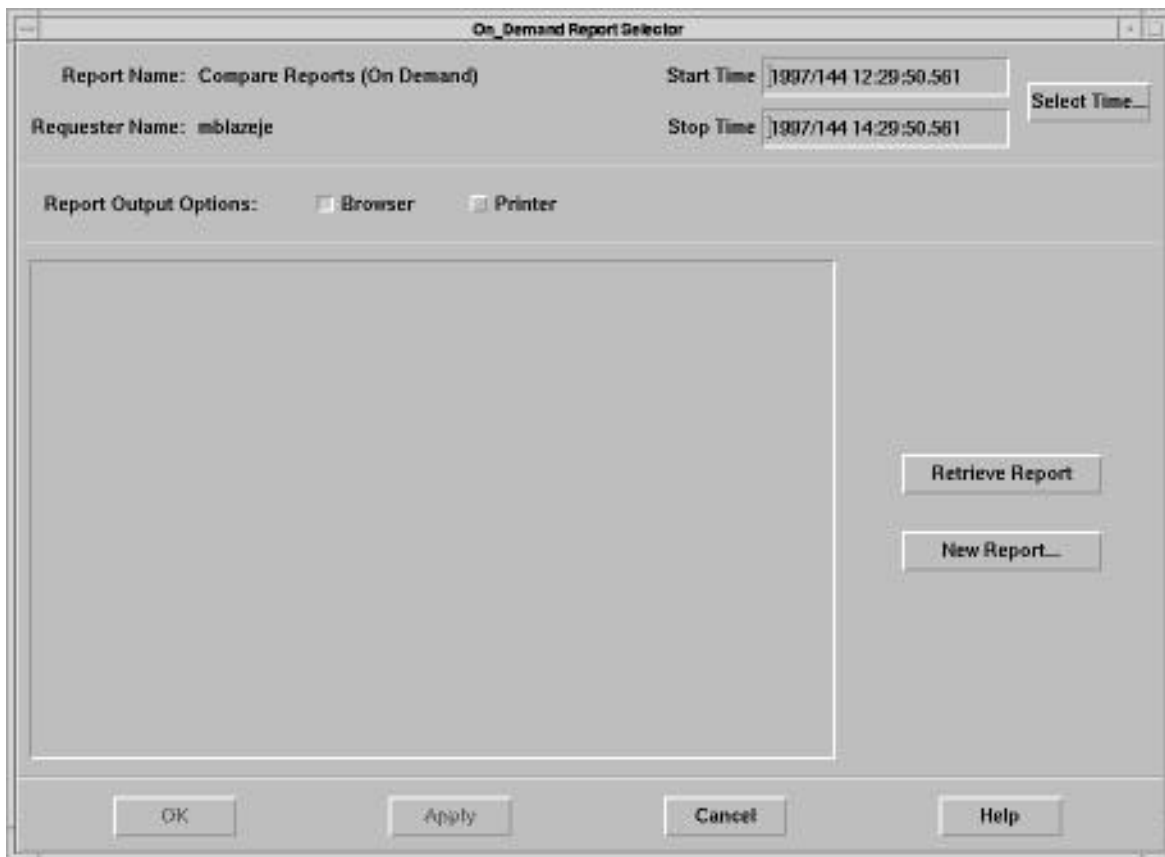 On_Demand Report Selector
Report Name: Compare Reports (On Demand)
Start Time 1997/144 12:29:50.561
Select Time...
Requester Name: mblazeje
Stop Time 1997/144 14:29:50.561
Report Output Options: Browser Printer
Retrieve Report
New Report...
OK Apply Cancel Help